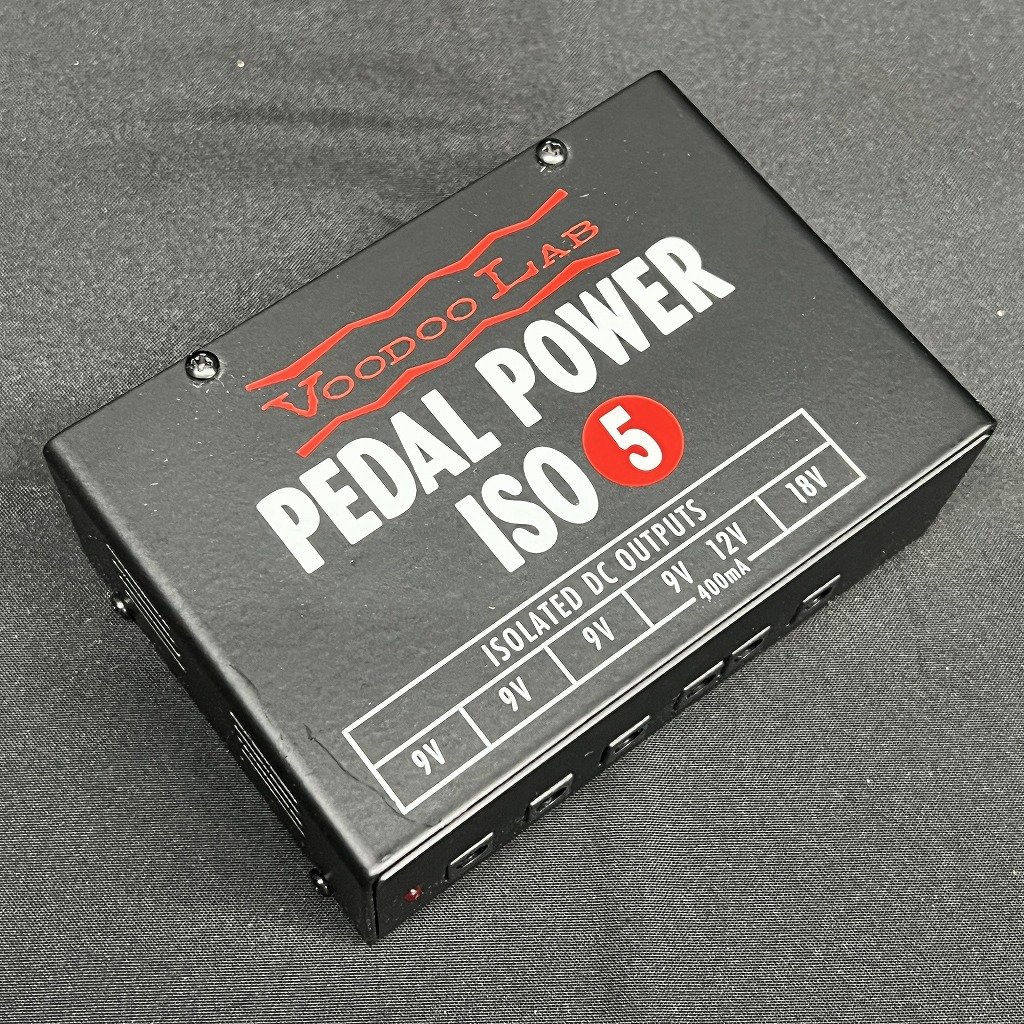 VOODOO LAB
PEDAL POWER
ISO 5
ISOLATED DC OUTPUTS
9V 9V 9V 9V 12V 18V
400mA